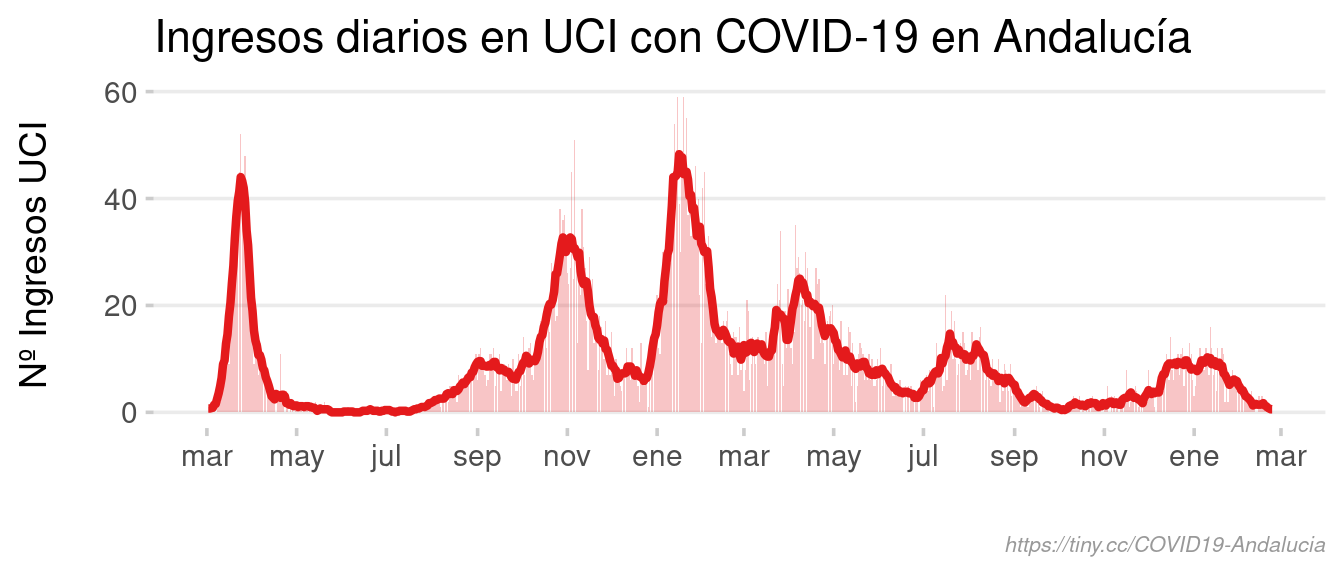 Ingresos diarios en UCI con COVID-19 en Andalucía
Nº Ingresos UCI
60
40
20
0
mar may jul sep nov ene mar may jul sep nov ene mar
https://tiny.cc/COVID19-Andalucia